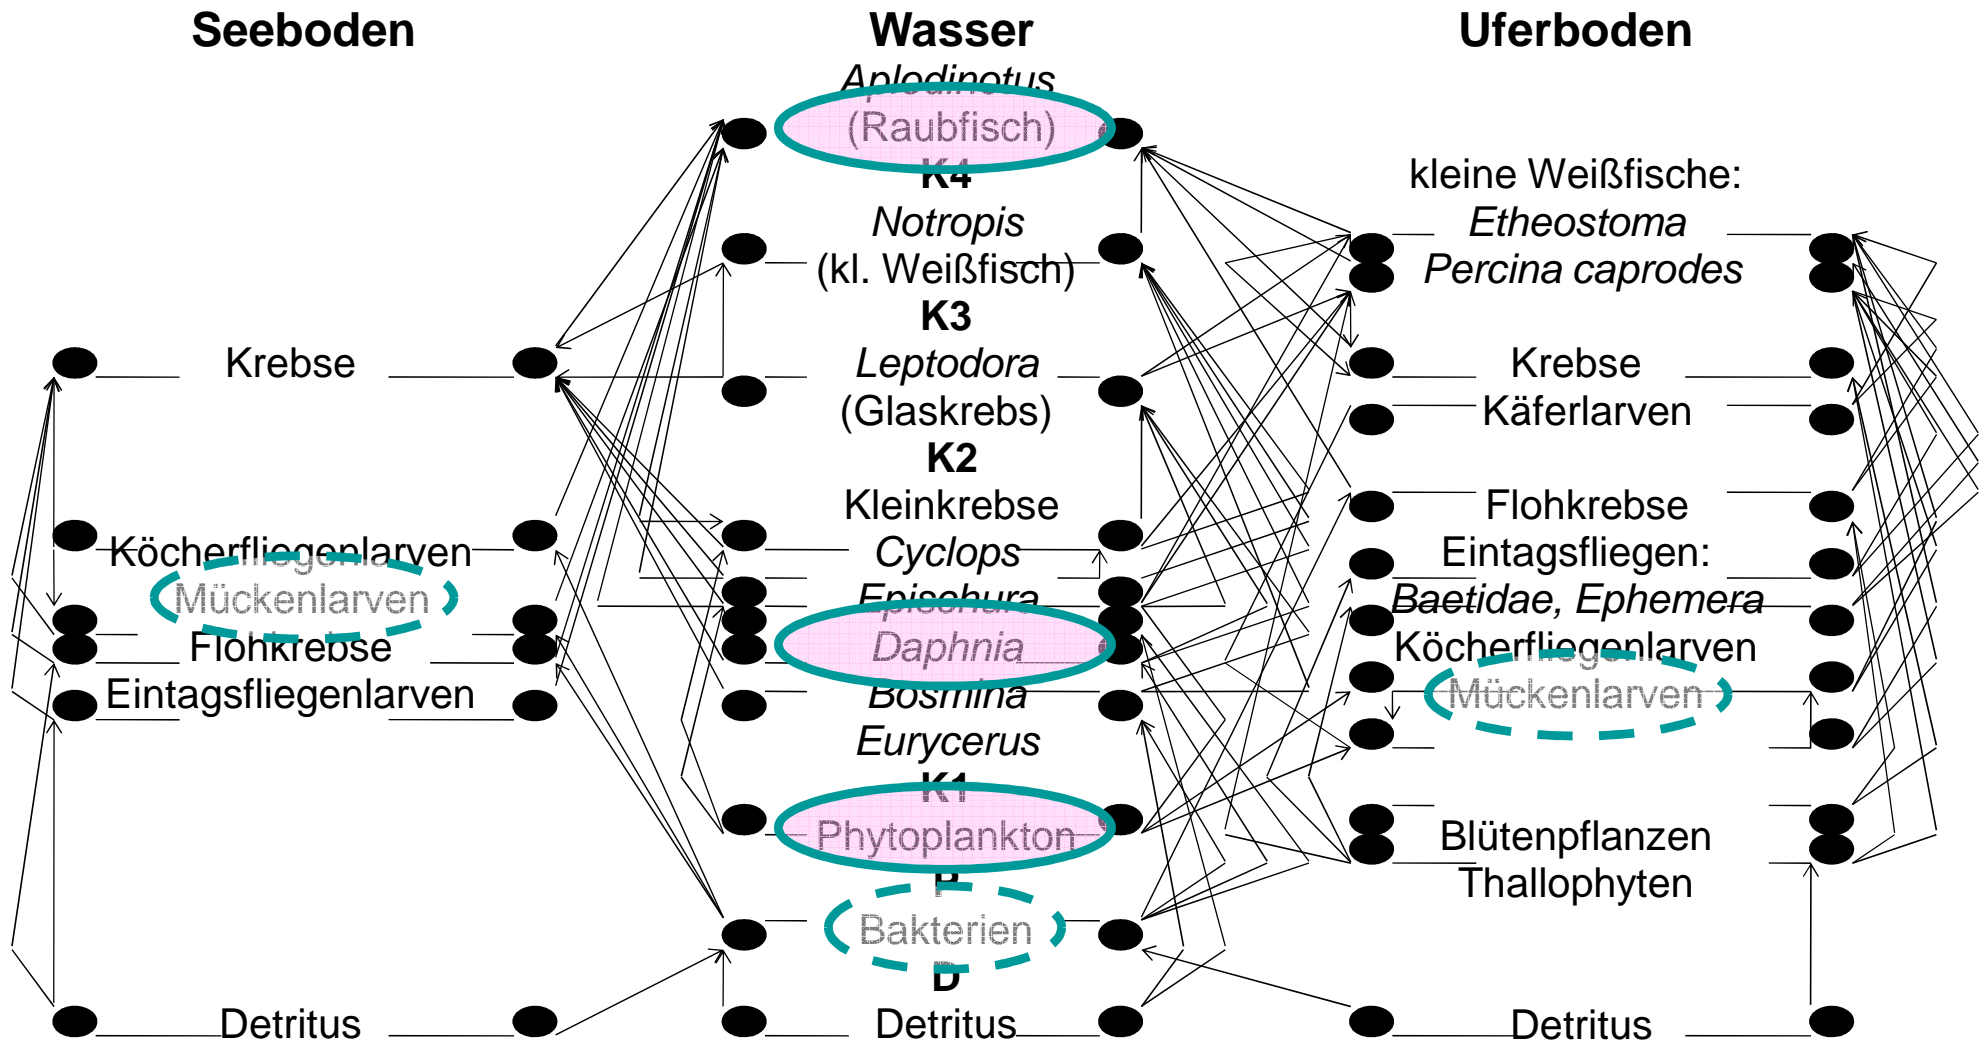 Seeboden
Krebse
Köcherfliegenlarven
Mückenlarven
Flohkrebse
Eintagsfliegenlarven
Detritus
Wasser
Aplodinotus
(Raubfisch)
K4
Notropis
(kl. Weißfisch)
K3
Leptodora
(Glaskrebs)
K2
Kleinkrebse
Cyclops
Epischura
Daphnia
Bosmina
Eurycerus
K1
Phytoplankton
P
Bakterien
D
Detritus
Uferboden
kleine Weißfische:
Etheostoma
Percina caprodes
Krebse
Käferlarven
Flohkrebse
Eintagsfliegen:
Baetidae, Ephemera
Köcherfliegenlarven
Mückenlarven
Blütenpflanzen
Thallophyten
Detritus